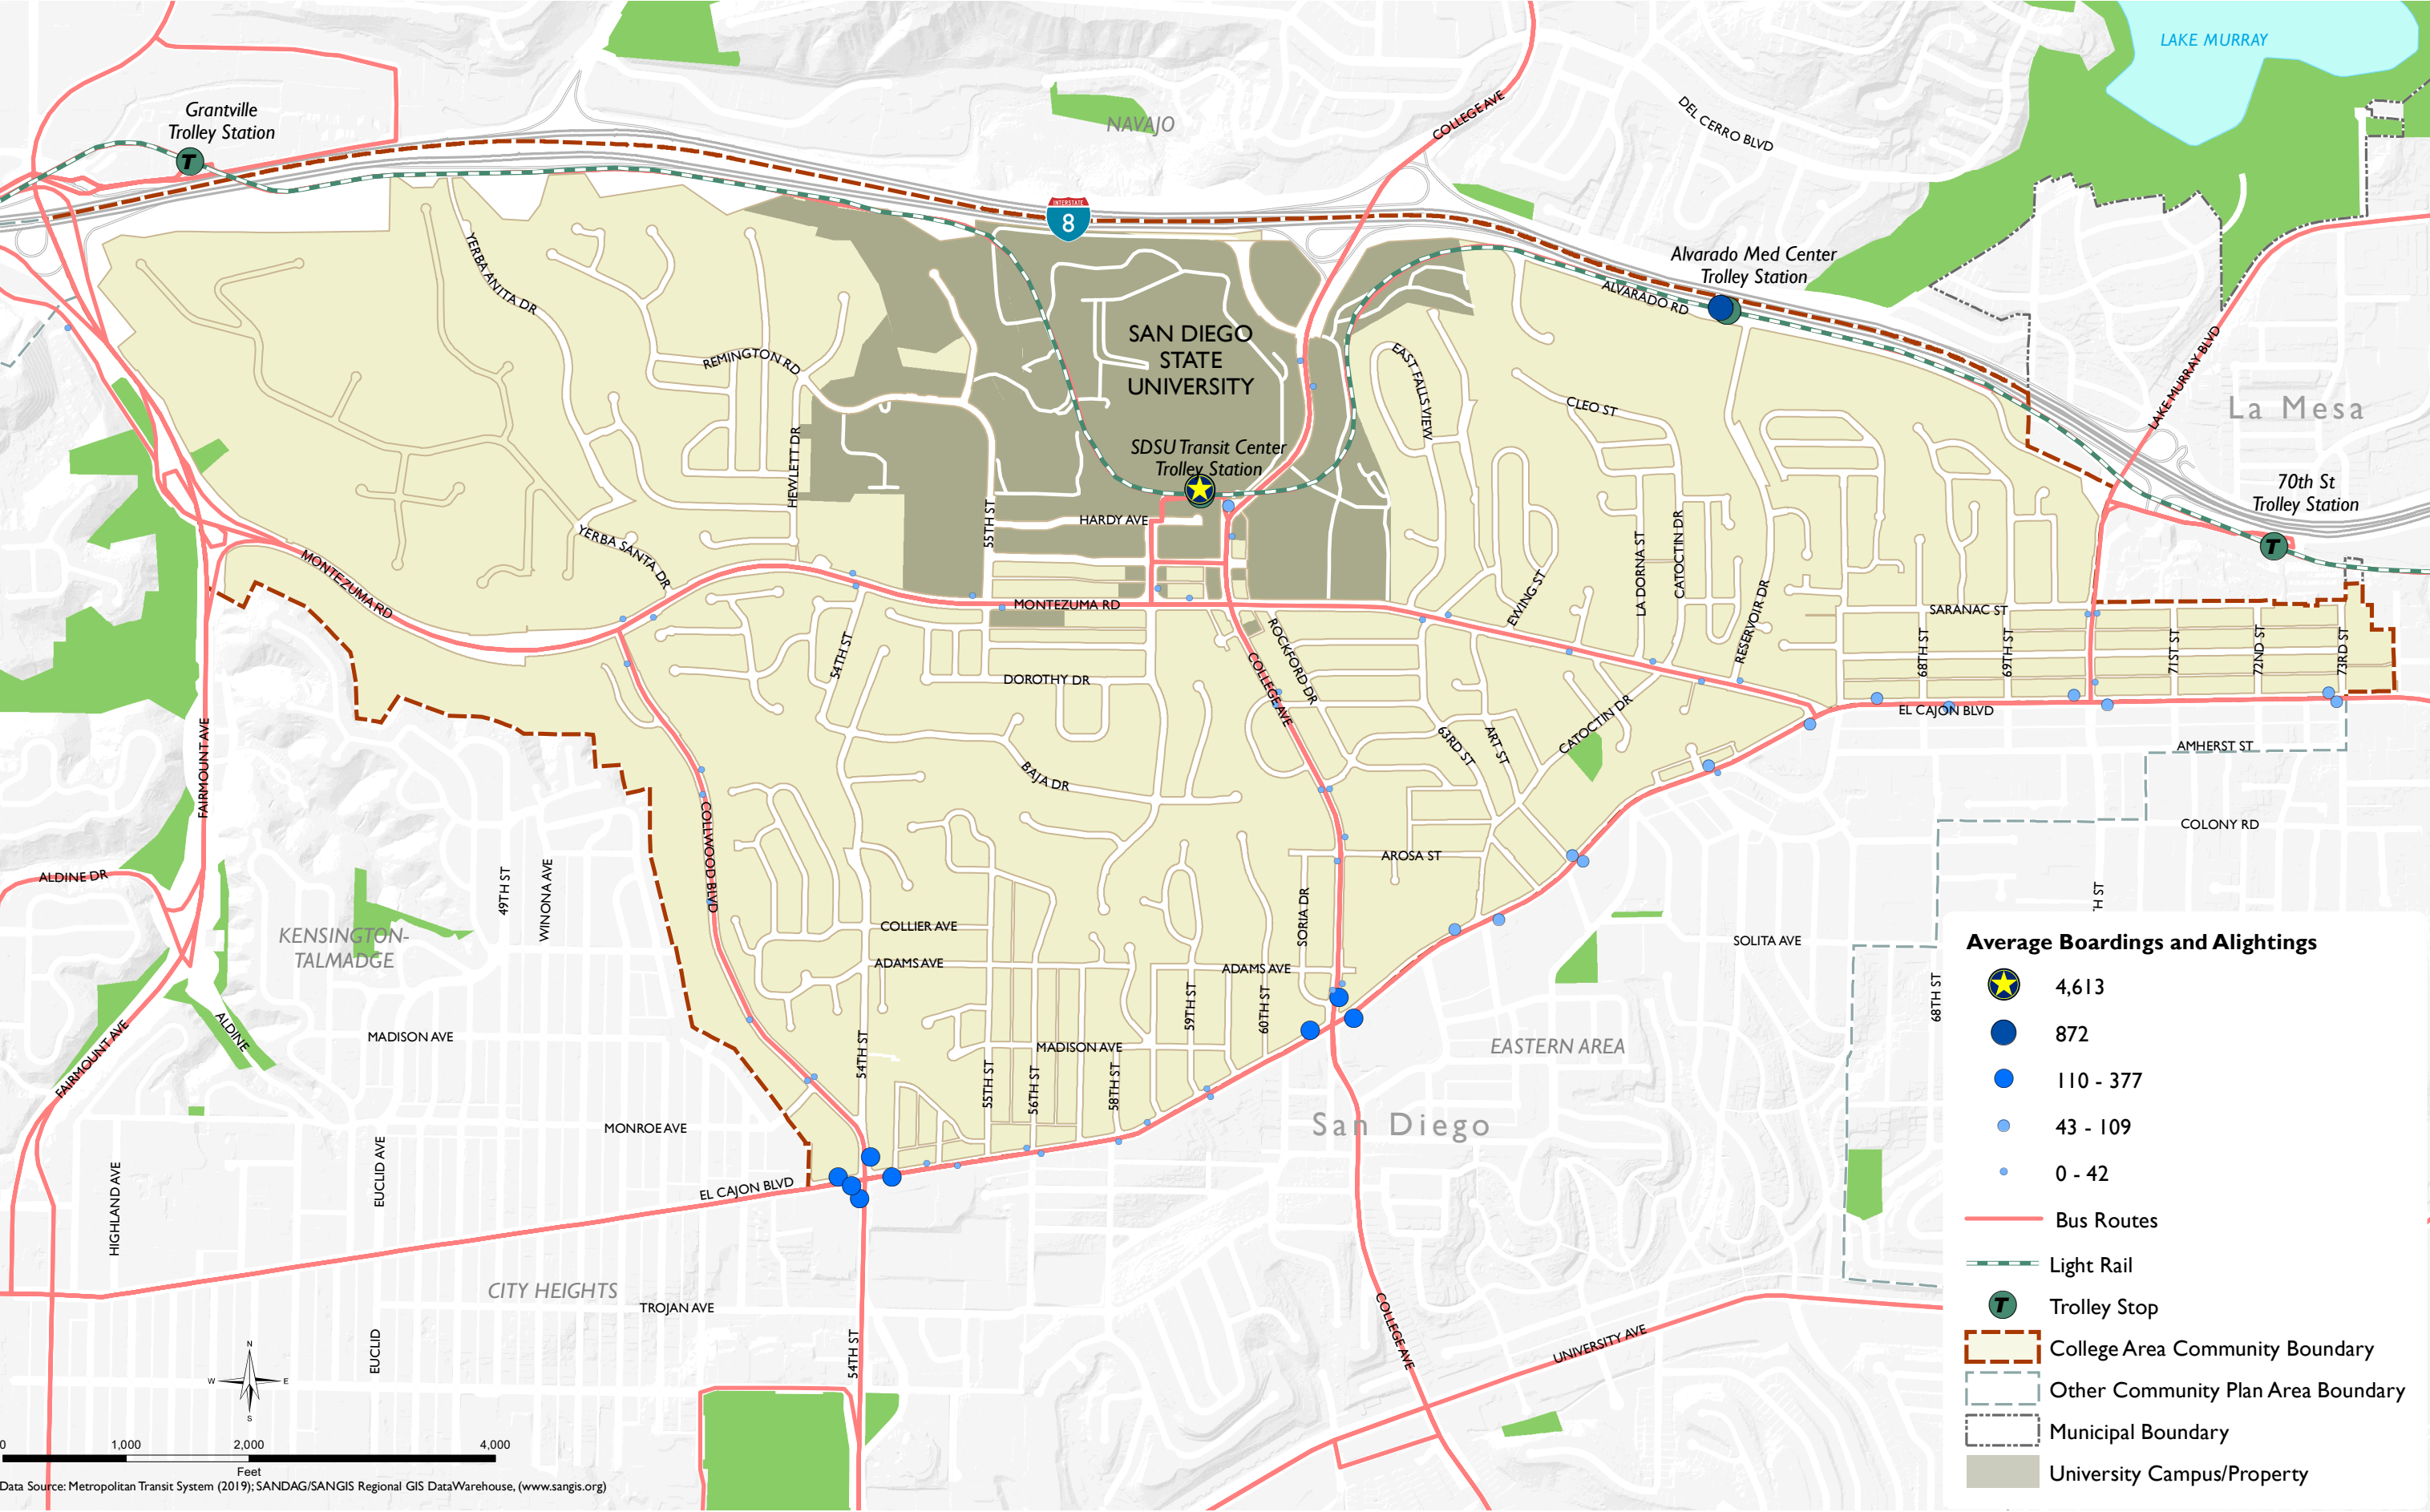 LAKE MURRAY
Grantville
Trolley Station
NAVAJO
COLLEGE AVE
DEL CERRO BLVD
INTERSTATE
8
T
YERBA ANITA DR
Alvarado Med Center
Trolley Station
ALVARADO RD
SAN DIEGO
STATE
UNIVERSITY
REMINGTON RD
EAST FALLS VIEW
CLEO ST
LAKE MURRAY BLVD
La Mesa
HEWLETT DR
SDSU Transit Center
Trolley Station
70th St
Trolley Station
T
55TH ST
HARDY AVE
MONTEZUMA RD
YERBA SANTA DR
EWING ST
LA DORNA ST
CATOCTIN DR
RESERVOIR DR
MONTEZUMA RD
SARANAC ST
54TH ST
DOROTHY DR
COLLEGE AVE
ROCKFORD DR
68TH ST
69TH ST
71ST ST
72ND ST
73RD ST
EL CAJON BLVD
FAIRMOUNT AVE
63RD ST
ART ST
CATOCTIN DR
AMHERST ST
BAJA DR
COLLWOOD BLVD
COLONY RD
AROSA ST
ALDINE DR
49TH ST
WINONA AVE
H ST
KENSINGTON-
TALMADGE
COLLIER AVE
SORIA DR
SOLITA AVE
ADAMS AVE
ADAMS AVE
59TH ST
60TH ST
68TH ST
ALDINE
MADISON AVE
MADISON AVE
EASTERN AREA
FAIRMOUNT AVE
54TH ST
55TH ST
56TH ST
58TH ST
San Diego
MONROE AVE
HIGHLAND AVE
EUCLID AVE
EL CAJON BLVD
CITY HEIGHTS
TROJAN AVE
EUCLID
54TH ST
COLLEGE AVE
UNIVERSITY AVE
N
W
E
S
0
1,000
2,000
4,000
Feet
Data Source: Metropolitan Transit System (2019); SANDAG/SANGIS Regional GIS DataWarehouse, (www.sangis.org)
Average Boardings and Alightings
4,613
872
110 - 377
43 - 109
0 - 42
Bus Routes
Light Rail
T
Trolley Stop
College Area Community Boundary
Other Community Plan Area Boundary
Municipal Boundary
University Campus/Property